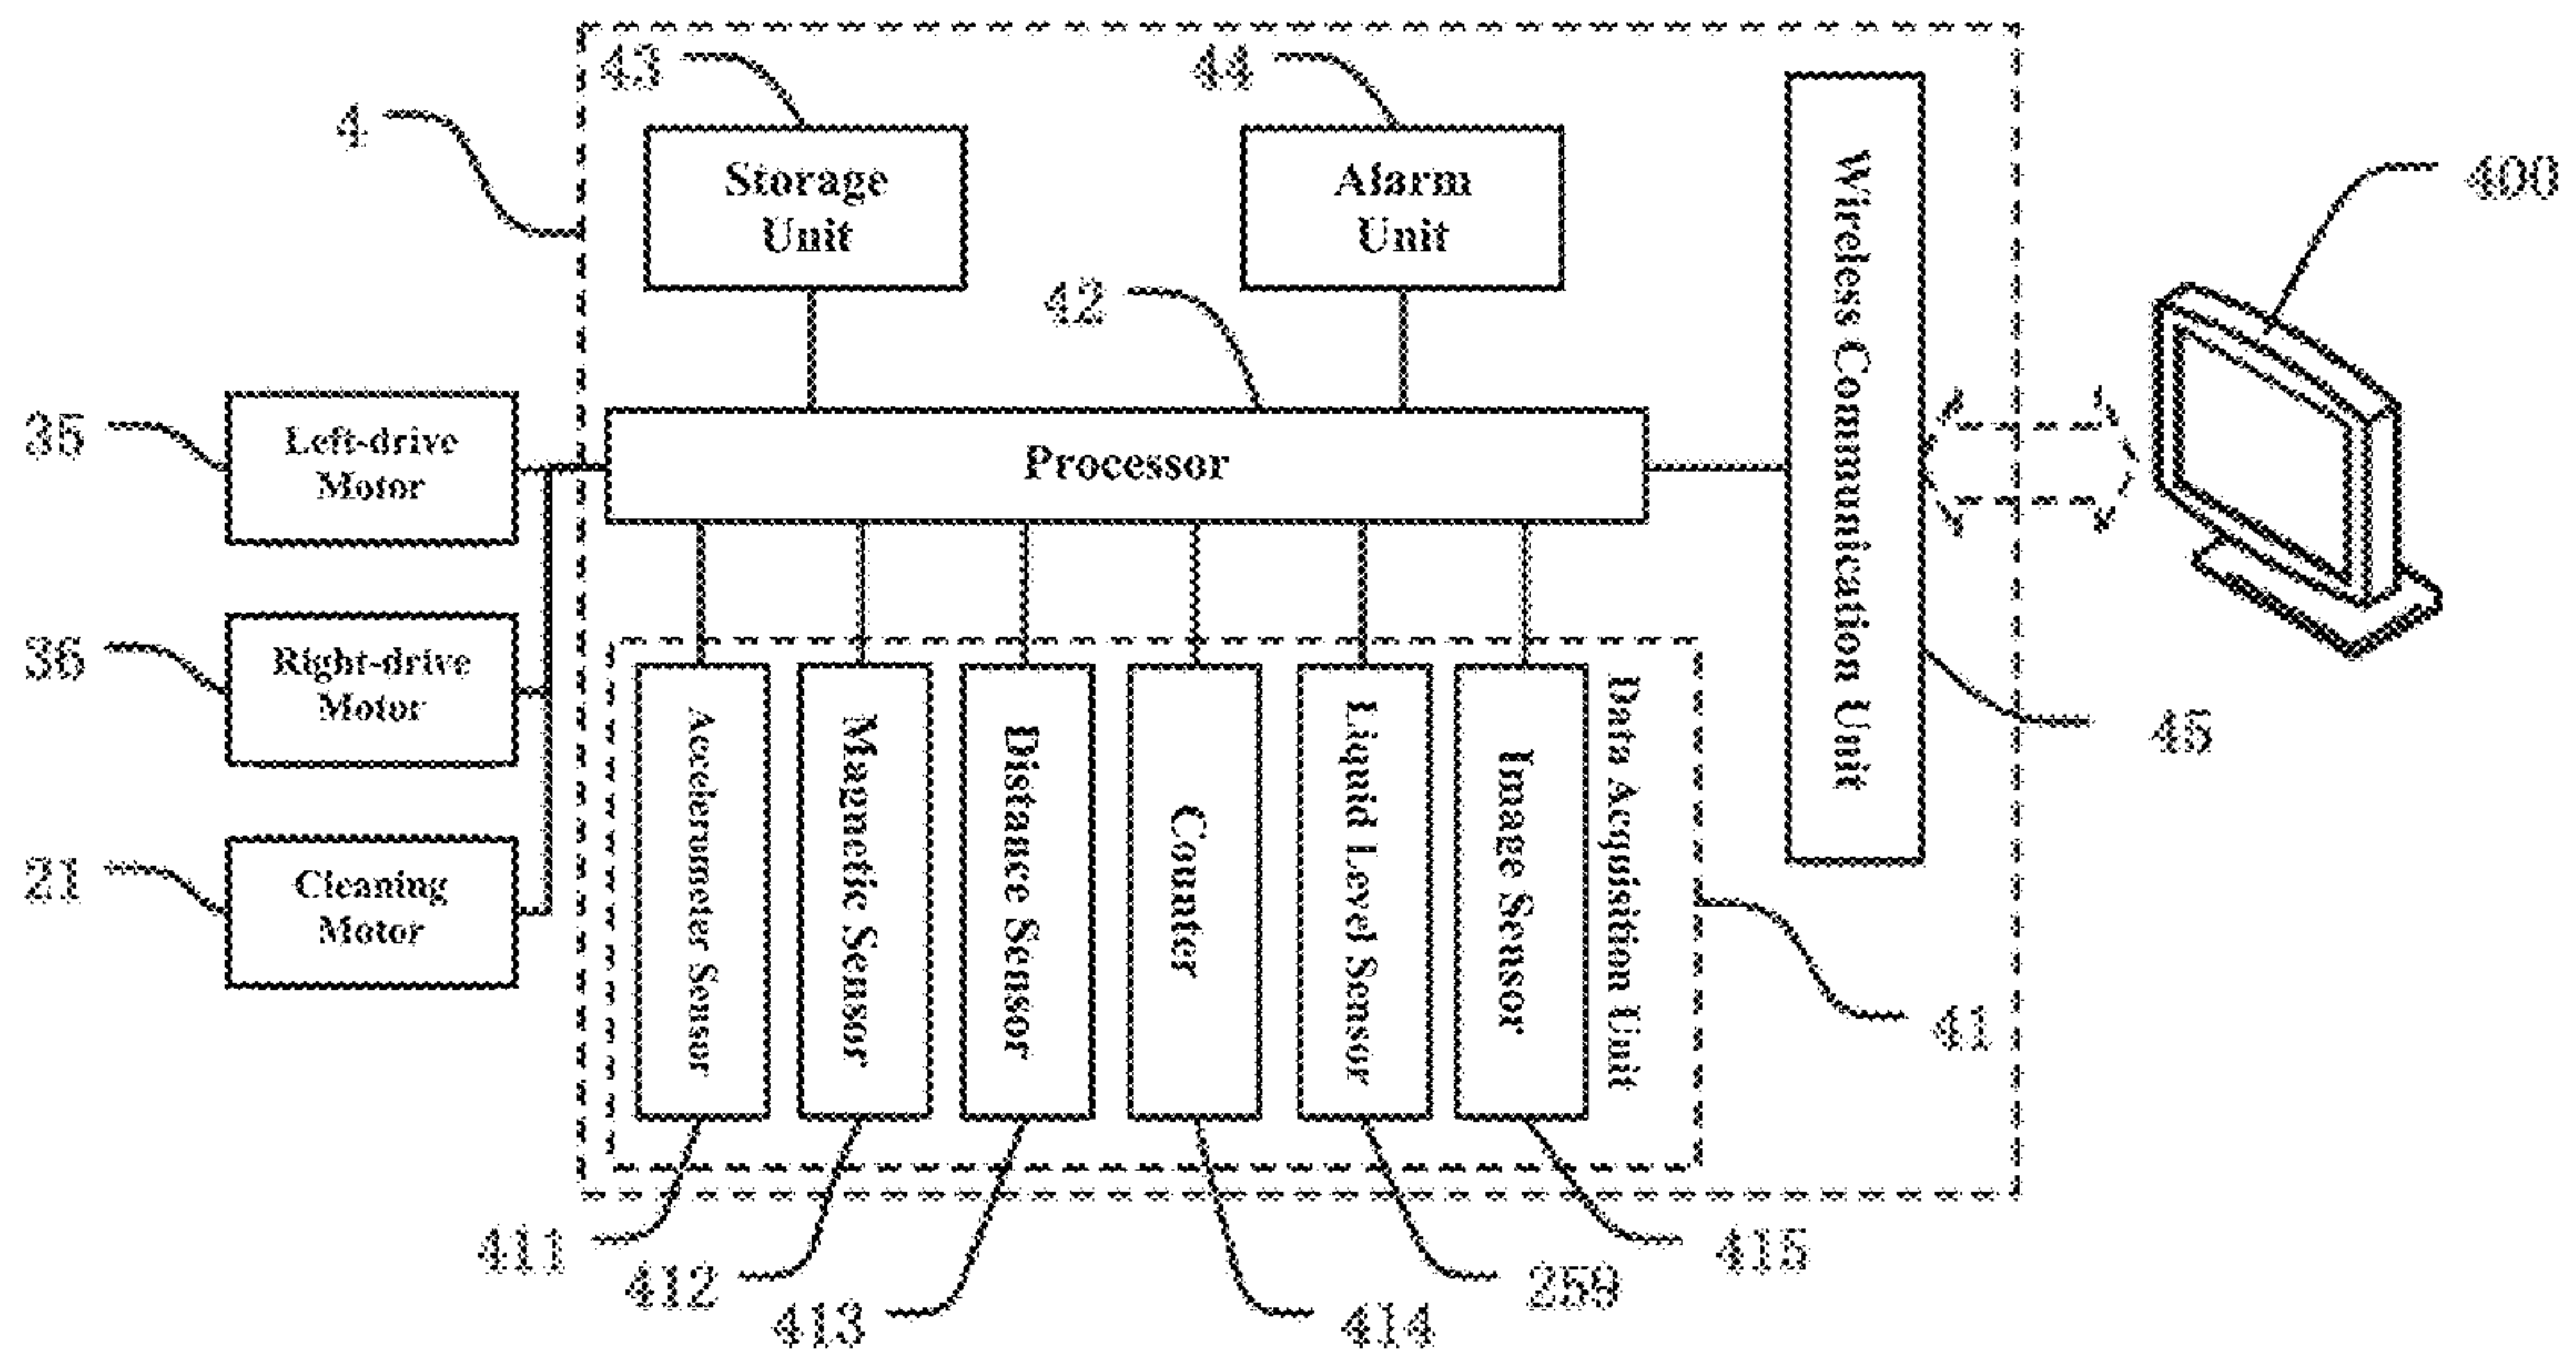 43
44
4
400
Storage
Unit
Alarm
Unit
42
Wireless Communication Unit
35
Left-drive
Motor
Processor
36
Right-drive
Motor
45
21
Cleaning
Motor
Accelerometer Sensor
Magnetic Sensor
Distance Sensor
Counter
Liquid Level Sensor
Image Sensor
Data Acquisition Unit
41
411
412
413
414
259
415